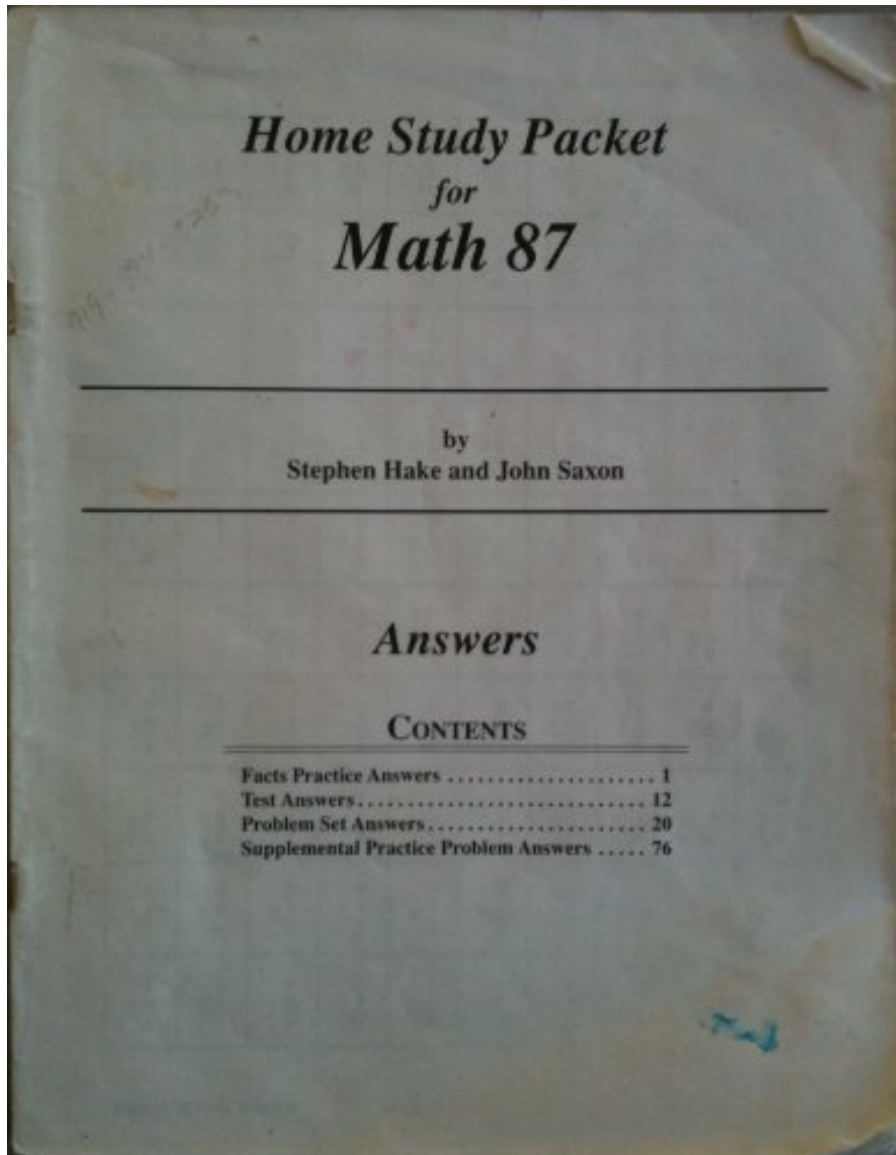 Home Study Packet
for
Math 87
by
Stephen Hake and John Saxon
Answers
CONTENTS
Facts Practice Answers ...................... 1
Test Answers ............................. 12
Problem Set Answers ...................... 20
Supplemental Practice Problem Answers ..... 76